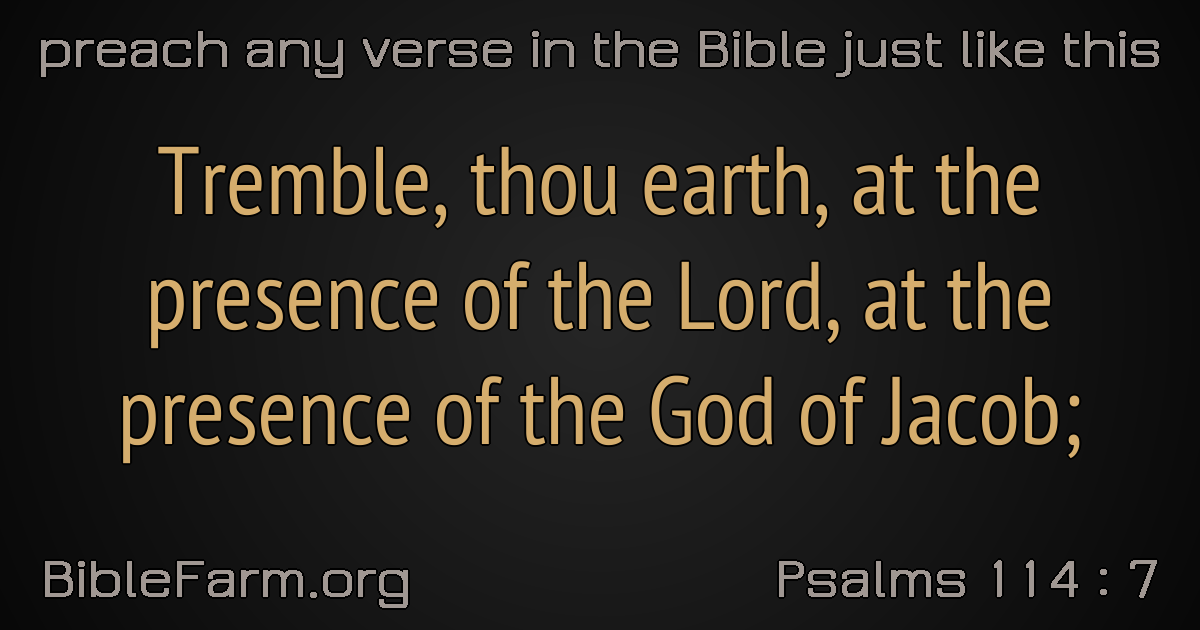 preach any verse in the Bible just like this
Tremble, thou earth, at the
presence of the Lord, at the
presence of the God of Jacob;
BibleFarm.org
Psalms 114 : 7